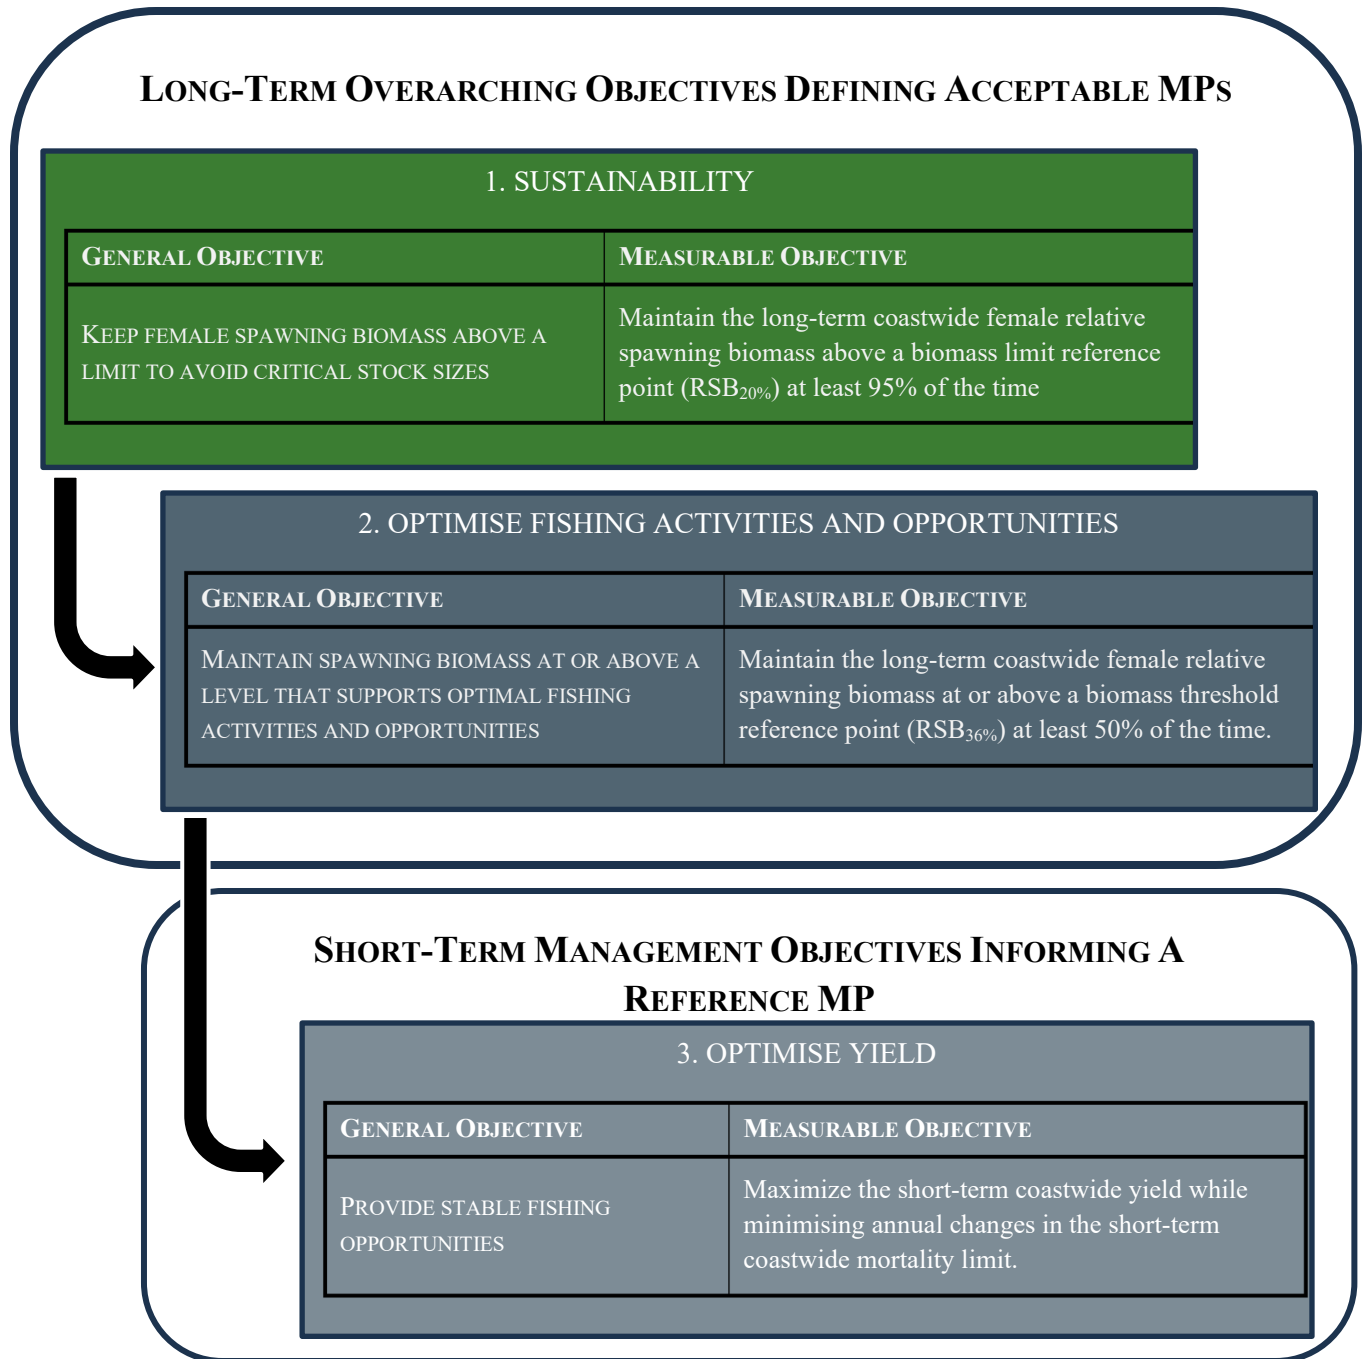 LONG-TERM OVERARCHING OBJECTIVES DEFINING ACCEPTABLE MPS
1. SUSTAINABILITY
GENERAL OBJECTIVE
MEASURABLE OBJECTIVE
KEEP FEMALE SPAWNING BIOMASS ABOVE A
LIMIT TO AVOID CRITICAL STOCK SIZES
Maintain the long-term coastwide female relative
spawning biomass above a biomass limit reference
point (RSB20%) at least 95% of the time
2. OPTIMISE FISHING ACTIVITIES AND OPPORTUNITIES
GENERAL OBJECTIVE
MEASURABLE OBJECTIVE
MAINTAIN SPAWNING BIOMASS AT OR ABOVE A
LEVEL THAT SUPPORTS OPTIMAL FISHING
ACTIVITIES AND OPPORTUNITIES
Maintain the long-term coastwide female relative
spawning biomass at or above a biomass threshold
reference point (RSB36%) at least 50% of the time.
SHORT-TERM MANAGEMENT OBJECTIVES INFORMING A
REFERENCE MP
3. OPTIMISE YIELD
GENERAL OBJECTIVE
MEASURABLE OBJECTIVE
PROVIDE STABLE FISHING
OPPORTUNITIES
Maximize the short-term coastwide yield while
minimising annual changes in the short-term
coastwide mortality limit.